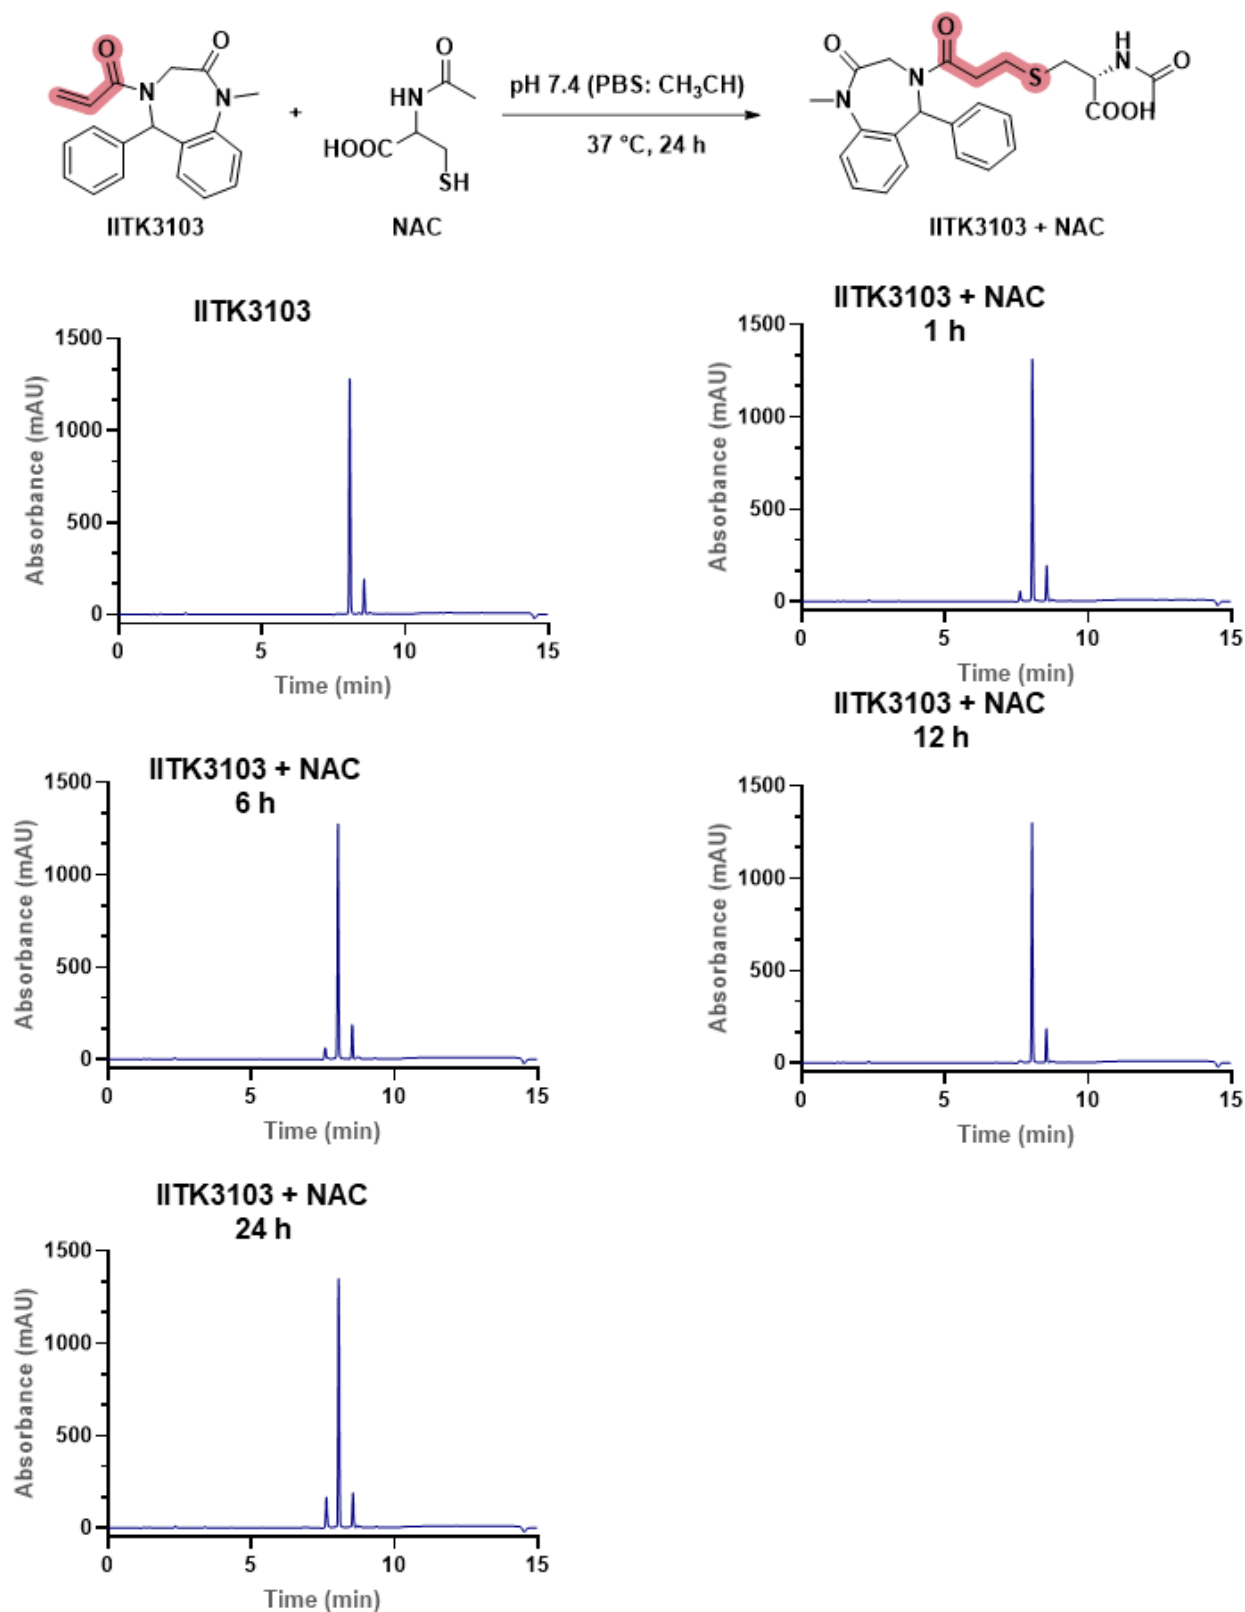 O
N
O
N
IITK3103
+
O
HN
HOOC
SH
NAC
pH 7.4 (PBS: CH₃CH)
37 °C, 24 h
O
N
N
O
S
H
N
O
COOH
IITK3103 + NAC
IITK3103
Absorbance (mAU)
1500
1000
500
0
0 5 10 15
Time (min)
IITK3103 + NAC
1 h
Absorbance (mAU)
1500
1000
500
0
0 5 10 15
Time (min)
IITK3103 + NAC
6 h
Absorbance (mAU)
1500
1000
500
0
0 5 10 15
Time (min)
IITK3103 + NAC
12 h
Absorbance (mAU)
1500
1000
500
0
0 5 10 15
Time (min)
IITK3103 + NAC
24 h
Absorbance (mAU)
1500
1000
500
0
0 5 10 15
Time (min)